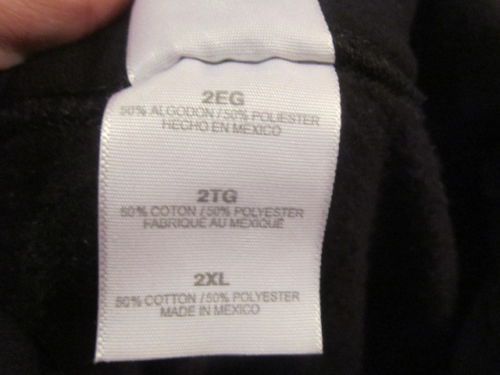 2EG
50% ALGODON / 50% POLIESTER
HECHO EN MEXICO
2TG
50% COTON / 50% POLYESTER
FABRIQUE AU MEXIQUE
2XL
50% COTTON / 50% POLYESTER
MADE IN MEXICO